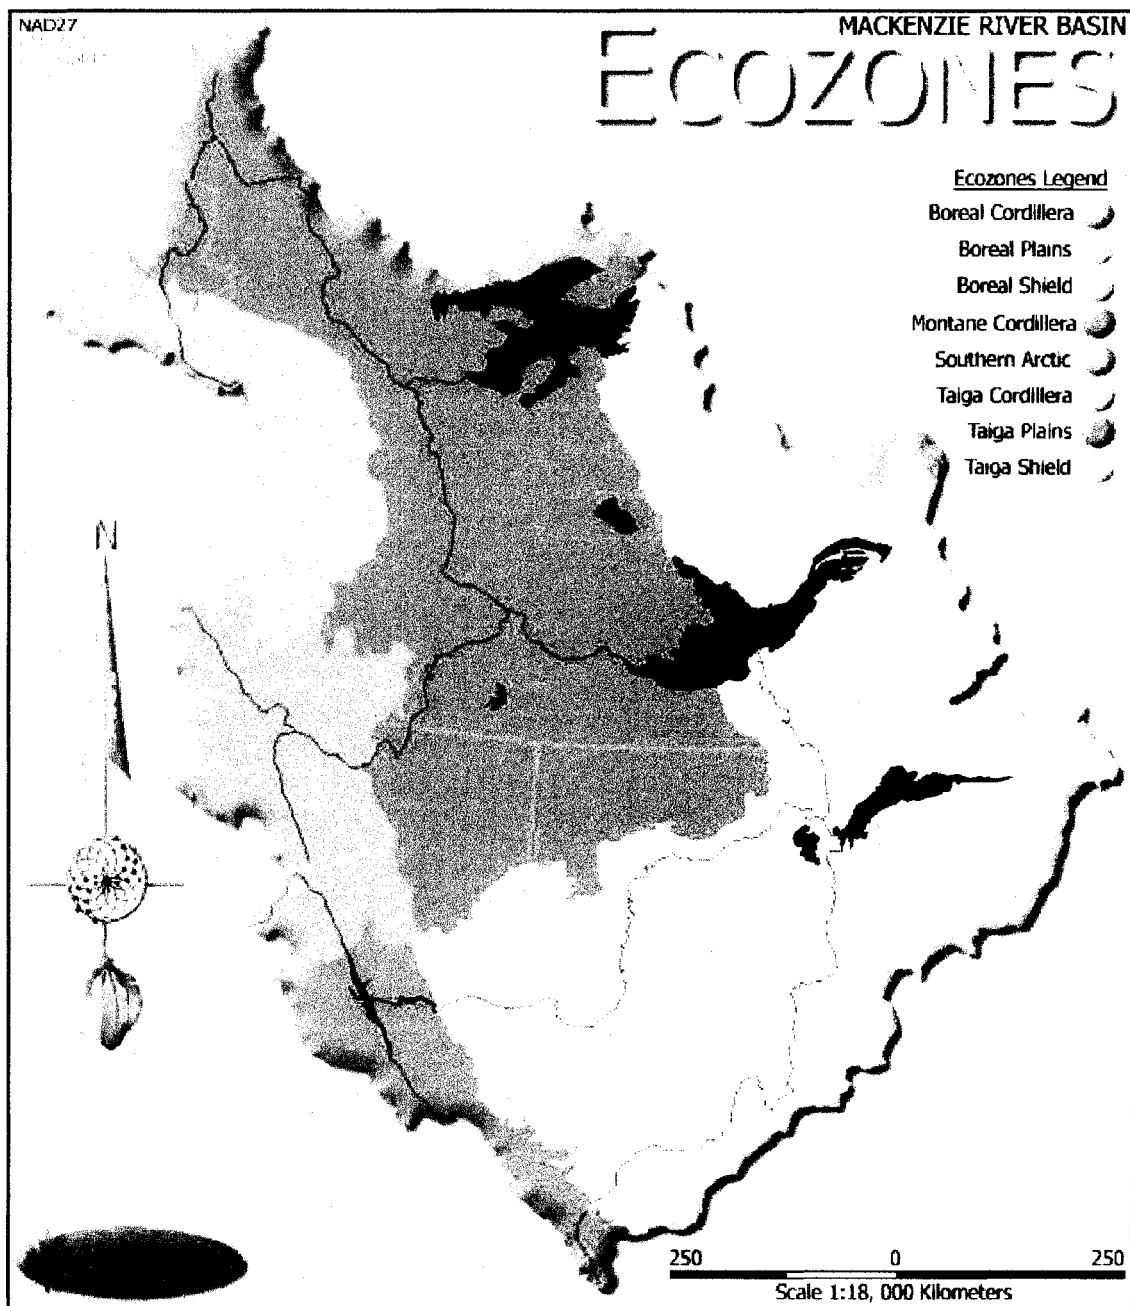 NAD27
MACKENZIE RIVER BASIN
ECOZONES
Ecozones Legend
Boreal Cordillera
Boreal Plains
Boreal Shield
Montane Cordillera
Southern Arctic
Taiga Cordillera
Taiga Plains
Taiga Shield
N
250 0 250
Scale 1:18, 000 Kilometers